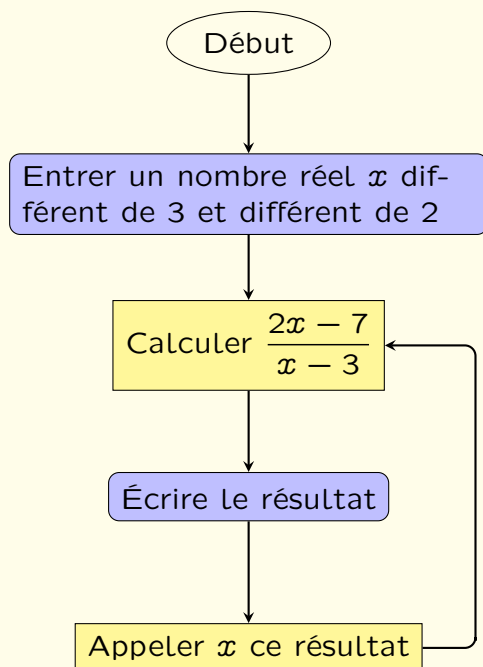 Début
Entrer un nombre réel x dif-
férent de 3 et différent de 2
Calculer (2x − 7)/(x − 3)
Écrire le résultat
Appeler x ce résultat